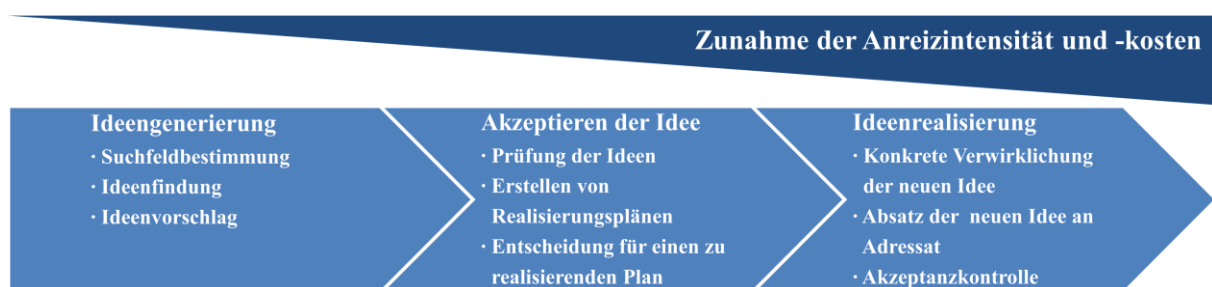 Zunahme der Anreizintensität und -kosten
Ideengenerierung
· Suchfeldbestimmung
· Ideenfindung
· Ideenvorschlag
Akzeptieren der Idee
· Prüfung der Ideen
· Erstellen von
Realisierungsplänen
· Entscheidung für einen zu
realisierenden Plan
Ideenrealisierung
· Konkrete Verwirklichung
der neuen Idee
· Absatz der neuen Idee an
Adressat
· Akzeptanzkontrolle